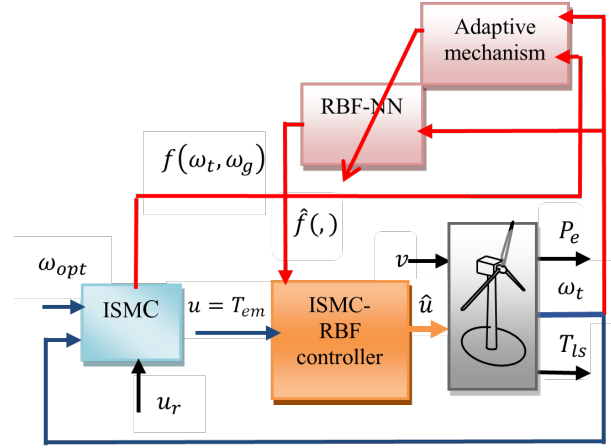 Adaptive
mechanism
RBF-NN
f(ω_t, ω_g)
f̂(,)
ω_opt
v
P_e
ω_t
ISMC
u = T_em
ISMC-
RBF
controller
û
T_ls
u_r